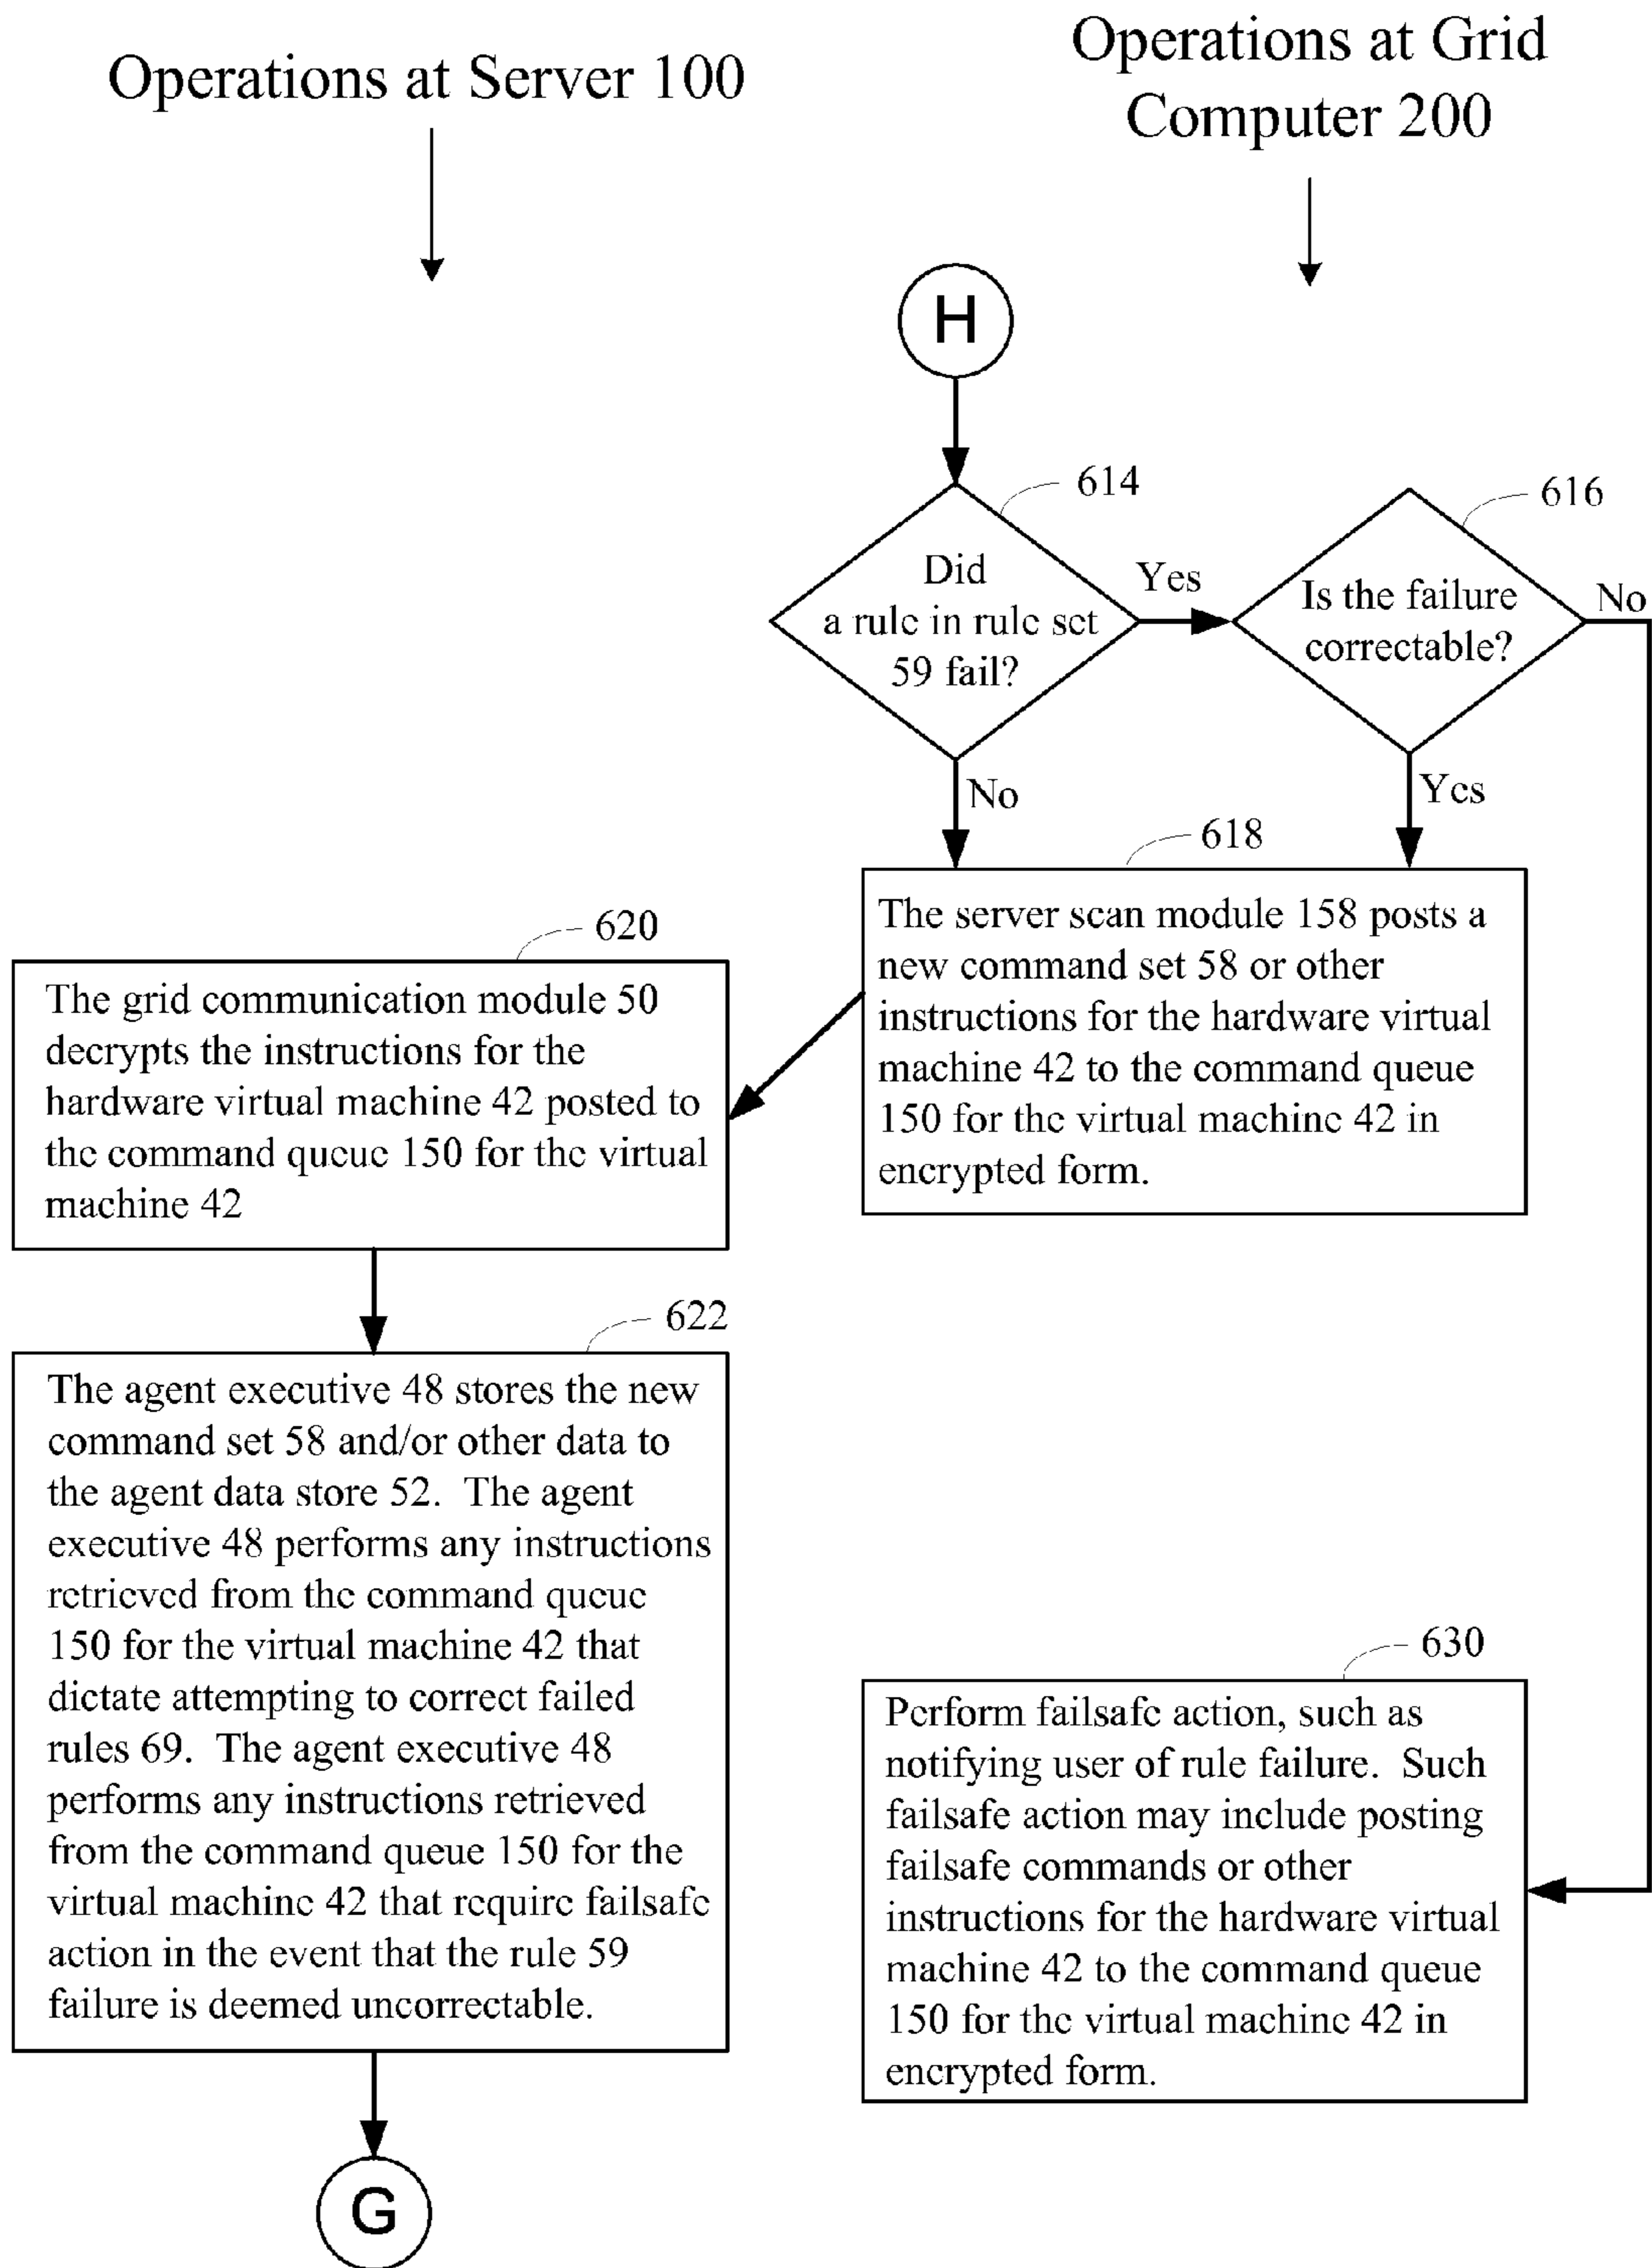 Operations at Server 100
Operations at Grid
Computer 200
H
614
Did
a rule in rule set
59 fail?
Yes
616
Is the failure
correctable?
No
No
Yes
618
The server scan module 158 posts a
new command set 58 or other
instructions for the hardware virtual
machine 42 to the command queue
150 for the virtual machine 42 in
encrypted form.
620
The grid communication module 50
decrypts the instructions for the
hardware virtual machine 42 posted to
the command queue 150 for the virtual
machine 42
622
The agent executive 48 stores the new
command set 58 and/or other data to
the agent data store 52. The agent
executive 48 performs any instructions
retrieved from the command queue
150 for the virtual machine 42 that
dictate attempting to correct failed
rules 69. The agent executive 48
performs any instructions retrieved
from the command queue 150 for the
virtual machine 42 that require failsafe
action in the event that the rule 59
failure is deemed uncorrectable.
630
Perform failsafe action, such as
notifying user of rule failure. Such
failsafe action may include posting
failsafe commands or other
instructions for the hardware virtual
machine 42 to the command queue
150 for the virtual machine 42 in
encrypted form.
G